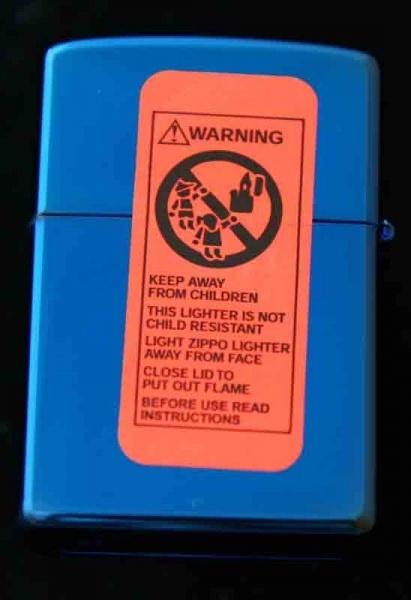 WARNING
KEEP AWAY
FROM CHILDREN
THIS LIGHTER IS NOT
CHILD RESISTANT
LIGHT ZIPPO LIGHTER
AWAY FROM FACE
CLOSE LID TO
PUT OUT FLAME
BEFORE USE READ
INSTRUCTIONS